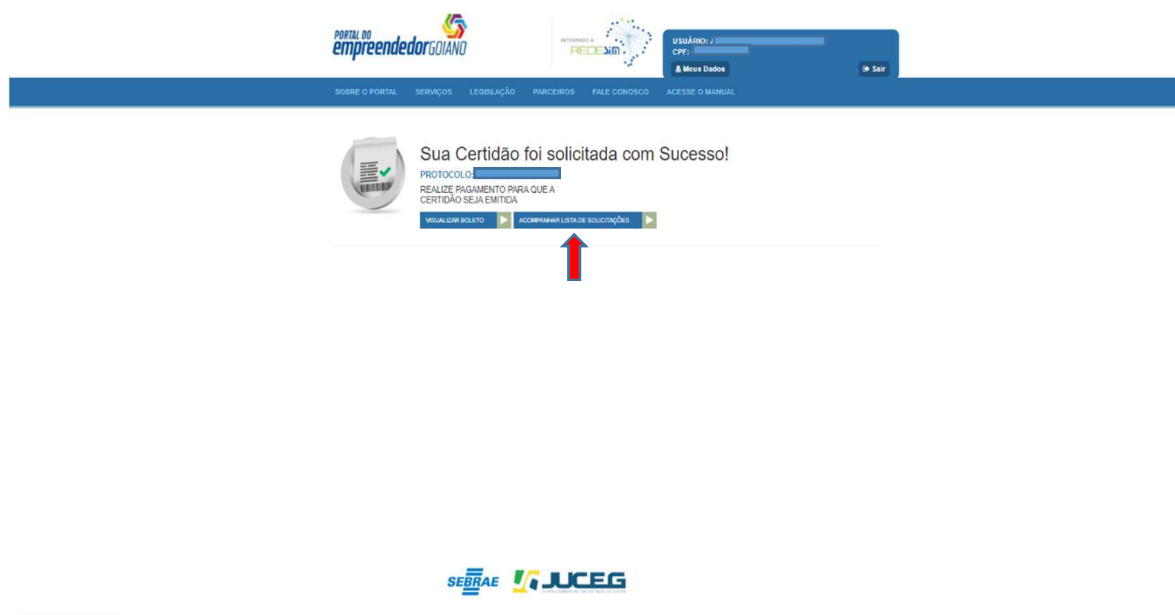 PORTAL DO
empreendedorGOIANO
INTEGRADO A
REDESIM
USUÁRIO: J
CPF:
Meus Dados
Sair
SOBRE O PORTAL SERVIÇOS LEGISLAÇÃO PARCEIROS FALE CONOSCO ACESSE O MANUAL
Sua Certidão foi solicitada com Sucesso!
PROTOCOLO:
REALIZE PAGAMENTO PARA QUE A
CERTIDÃO SEJA EMITIDA
VISUALIZAR BOLETO
ACOMPANHAR LISTA DE SOLICITAÇÕES
SEBRAE
JUCEG